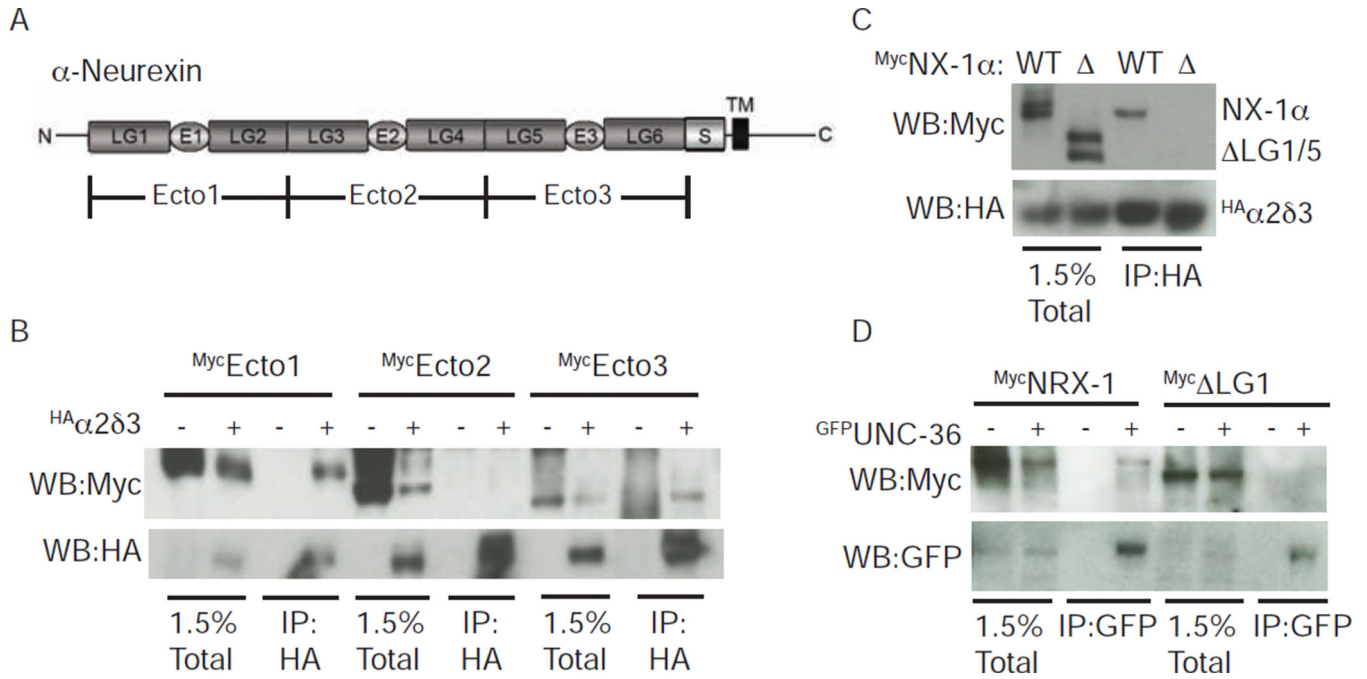 A
α-Neurexin
TM
N LG1 E1 LG2 LG3 E2 LG4 LG5 E3 LG6 S C
Ecto1 Ecto2 Ecto3
B
MycEcto1 MycEcto2 MycEcto3
HAα2δ3 - + - + - + - + - + - +
WB:Myc
WB:HA
1.5% IP: 1.5% IP: 1.5% IP:
Total HA Total HA Total HA
C
MycNX-1α: WT Δ WT Δ
WB:Myc NX-1α
ΔLG1/5
WB:HA HAα2δ3
1.5% IP:HA
Total
D
MycNRX-1 MycΔLG1
GFPUNC-36 - + - + - + - +
WB:Myc
WB:GFP
1.5% IP:GFP 1.5% IP:GFP
Total Total